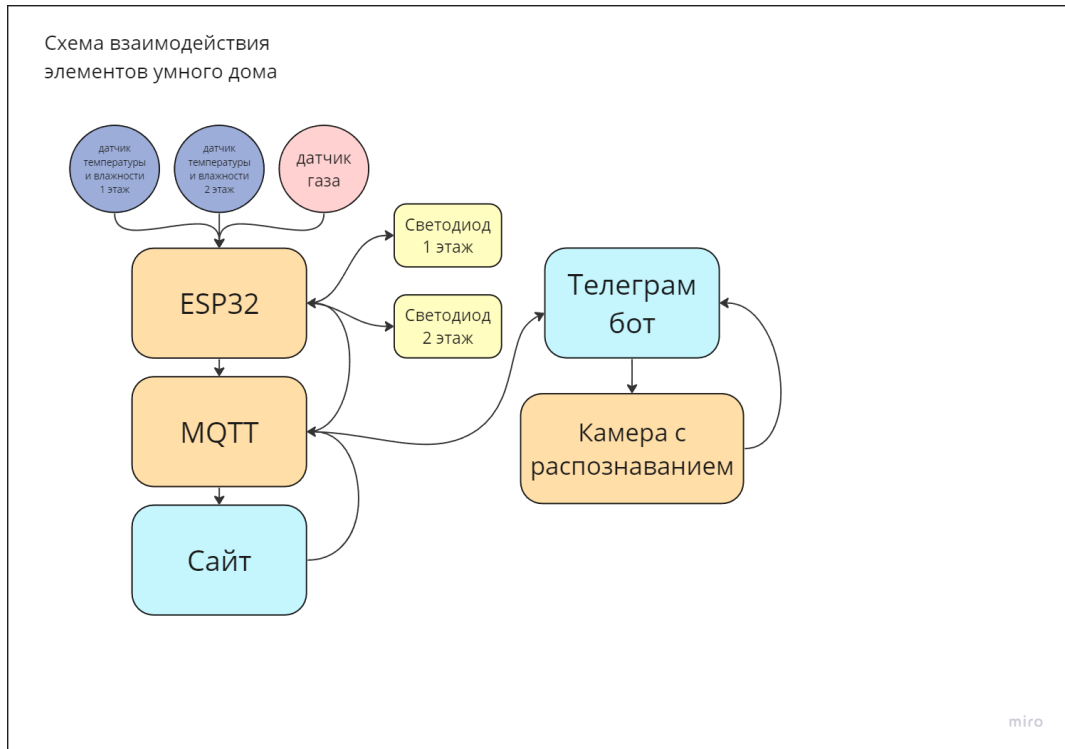 Схема взаимодействия
элементов умного дома
датчик
температуры
и влажности
1 этаж
датчик
температуры
и влажности
2 этаж
датчик
газа
Светодиод
1 этаж
ESP32
Светодиод
2 этаж
Телеграм
бот
MQTT
Камера с
распознаванием
Сайт
miro